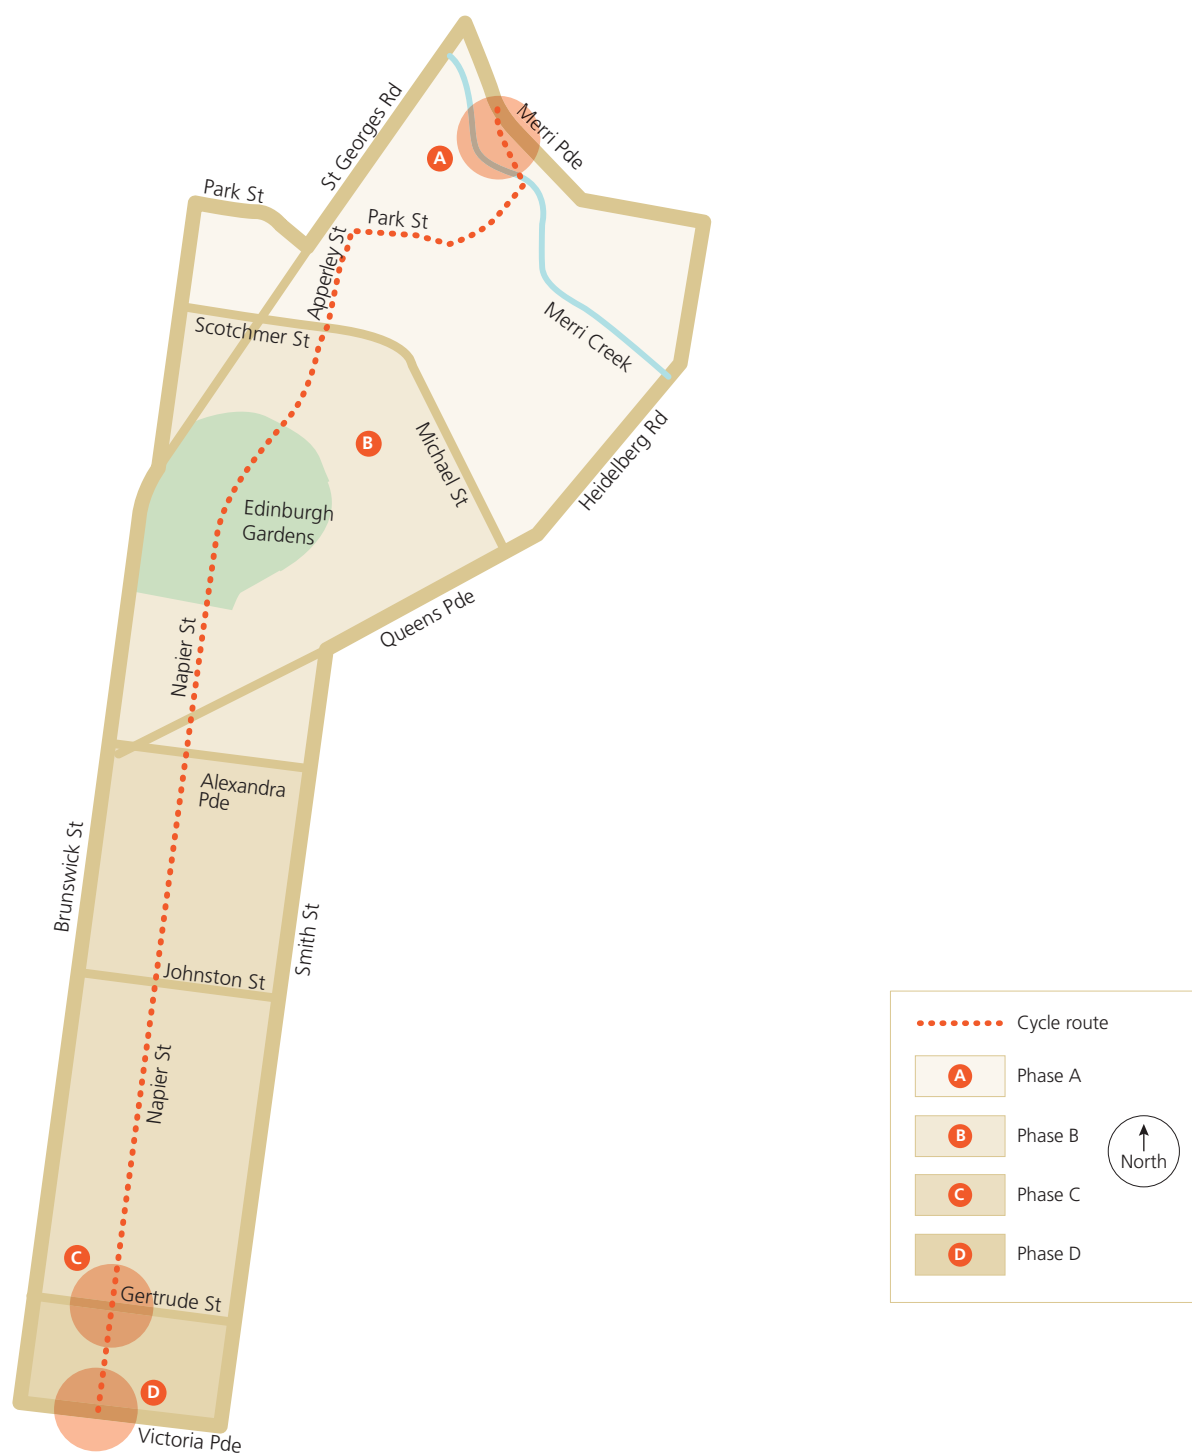 St Georges Rd
Merri Pde
A
Park St
Park St
Apperley St
Scotchmer St
Merri Creek
B
Michael St
Heidelberg Rd
Edinburgh
Gardens
Queens Pde
Napier St
Alexandra
Pde
Brunswick St
Smith St
Johnston St
Napier St
C
Gertrude St
D
Victoria Pde
Cycle route
A Phase A
B Phase B
North
C Phase C
D Phase D